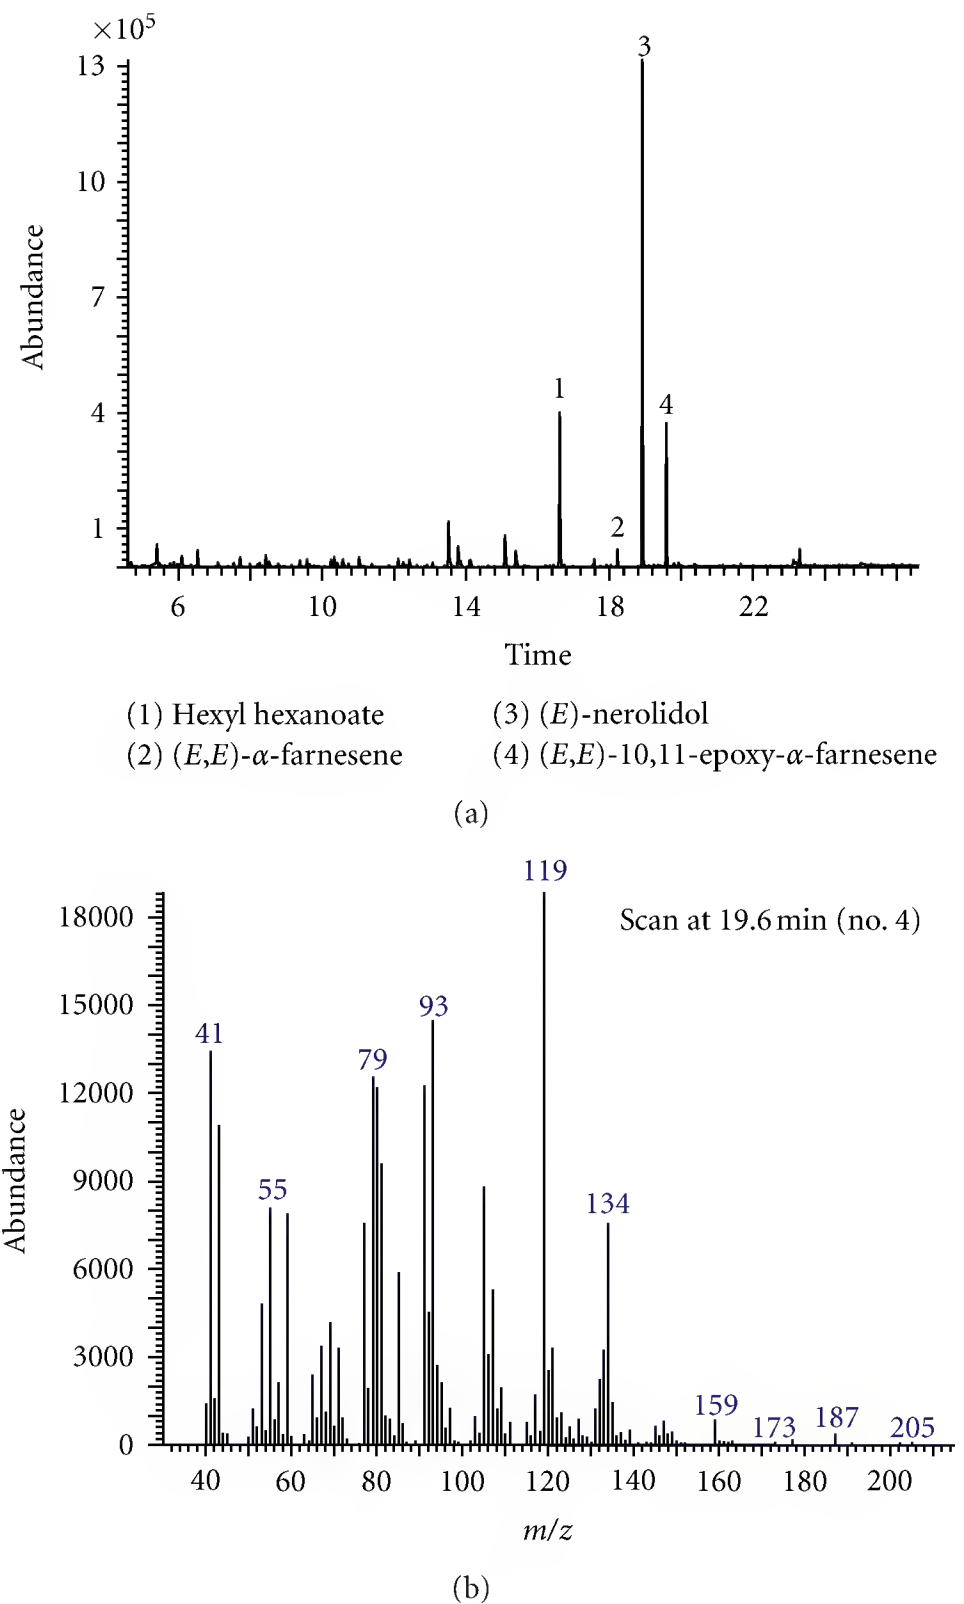 ×10⁵
13
10
7
4
1
Abundance
1
2
3
4
6 10 14 18 22
Time
(1) Hexyl hexanoate (3) (E)-nerolidol
(2) (E,E)-α-farnesene (4) (E,E)-10,11-epoxy-α-farnesene
(a)
119
Scan at 19.6 min (no. 4)
18000
15000
12000
9000
6000
3000
0
Abundance
41
55
79
93
134
159
173
187
205
40 60 80 100 120 140 160 180 200
m/z
(b)